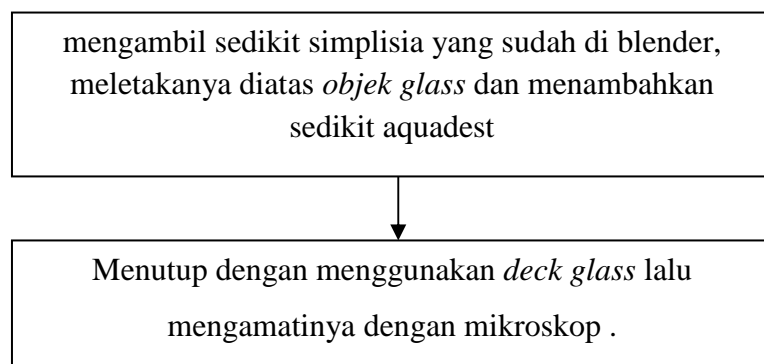 mengambil sedikit simplisia yang sudah di blender,
meletakanya diatas objek glass dan menambahkan
sedikit aquadest
Menutup dengan menggunakan deck glass lalu
mengamatinya dengan mikroskop .